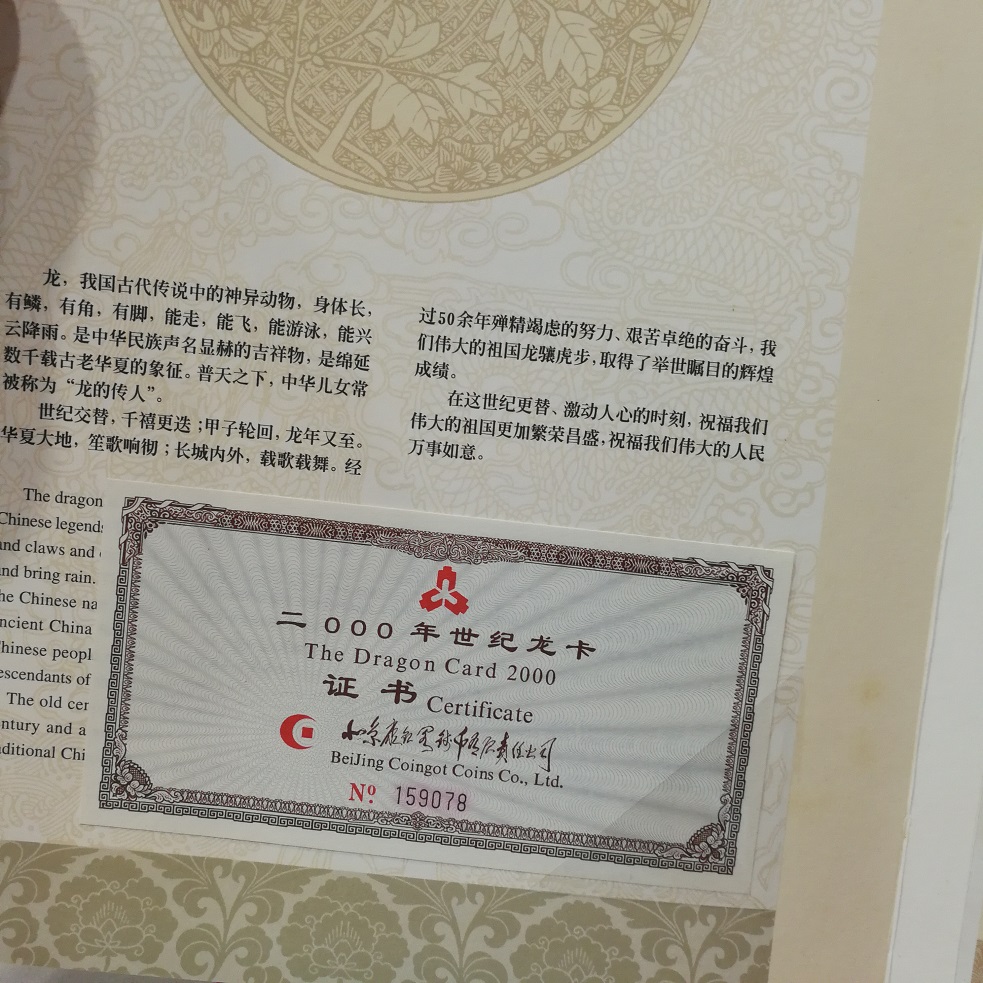 龙，我国古代传说中的神异动物，身体长，
有鳞，有角，有脚，能走，能飞，能游泳，能兴
云降雨。是中华民族声名显赫的吉祥物，是绵延
数千载古老华夏的象征。普天之下，中华儿女常
被称为“龙的传人”。
世纪交替，千禧更迭；甲子轮回，龙年又至。
华夏大地，笙歌响彻；长城内外，载歌载舞。经
过50余年殚精竭虑的努力、艰苦卓绝的奋斗，我
们伟大的祖国龙骧虎步，取得了举世瞩目的辉煌
成绩。
在这世纪更替、激动人心的时刻，祝福我们
伟大的祖国更加繁荣昌盛，祝福我们伟大的人民
万事如意。
The dragon
Chinese legend
and claws and
and bring rain.
he Chinese na
ncient China
Chinese peopl
escendants of
The old cer
ntury and a
aditional Chi
二000年世纪龙卡
The Dragon Card 2000
证书 Certificate
BeiJing Coingot Coins Co., Ltd.
Nº 159078